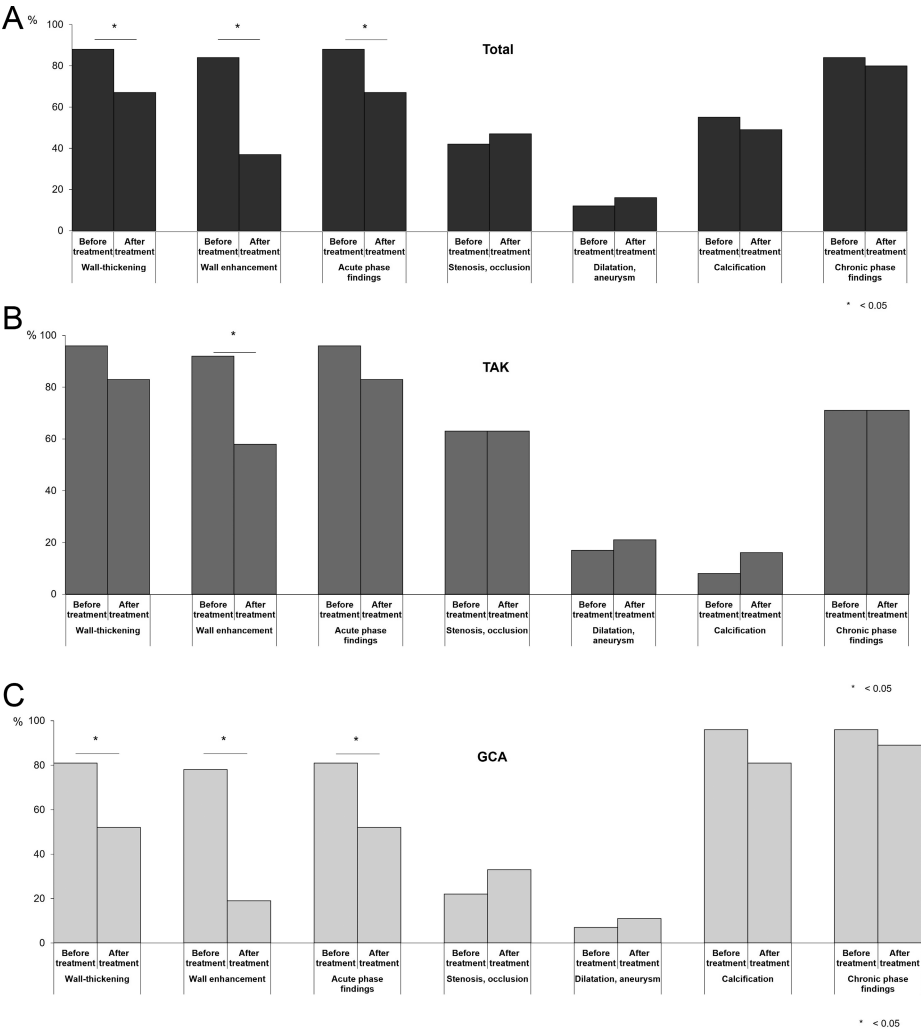 A
%
100
80
60
40
20
0
* * *
Total
Before treatment After treatment Before treatment After treatment Before treatment After treatment Before treatment After treatment Before treatment After treatment Before treatment After treatment Before treatment After treatment
Wall-thickening Wall enhancement Acute phase findings Stenosis, occlusion Dilatation, aneurysm Calcification Chronic phase findings
* < 0.05
B
% 100
80
60
40
20
0
*
TAK
Before treatment After treatment Before treatment After treatment Before treatment After treatment Before treatment After treatment Before treatment After treatment Before treatment After treatment Before treatment After treatment
Wall-thickening Wall enhancement Acute phase findings Stenosis, occlusion Dilatation, aneurysm Calcification Chronic phase findings
* < 0.05
C
% 100
80
60
40
20
0
* * *
GCA
Before treatment After treatment Before treatment After treatment Before treatment After treatment Before treatment After treatment Before treatment After treatment Before treatment After treatment Before treatment After treatment
Wall-thickening Wall enhancement Acute phase findings Stenosis, occlusion Dilatation, aneurysm Calcification Chronic phase findings
* < 0.05